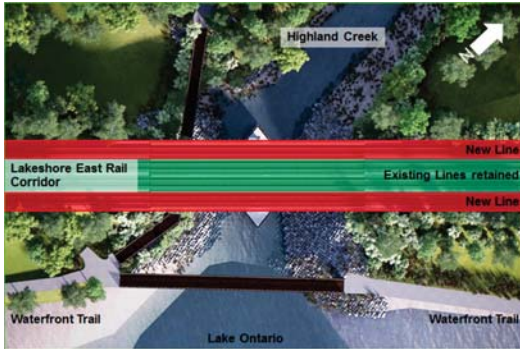 Highland Creek
N
New Line
Lakeshore East Rail
Corridor
Existing Lines retained
New Line
Waterfront Trail
Waterfront Trail
Lake Ontario